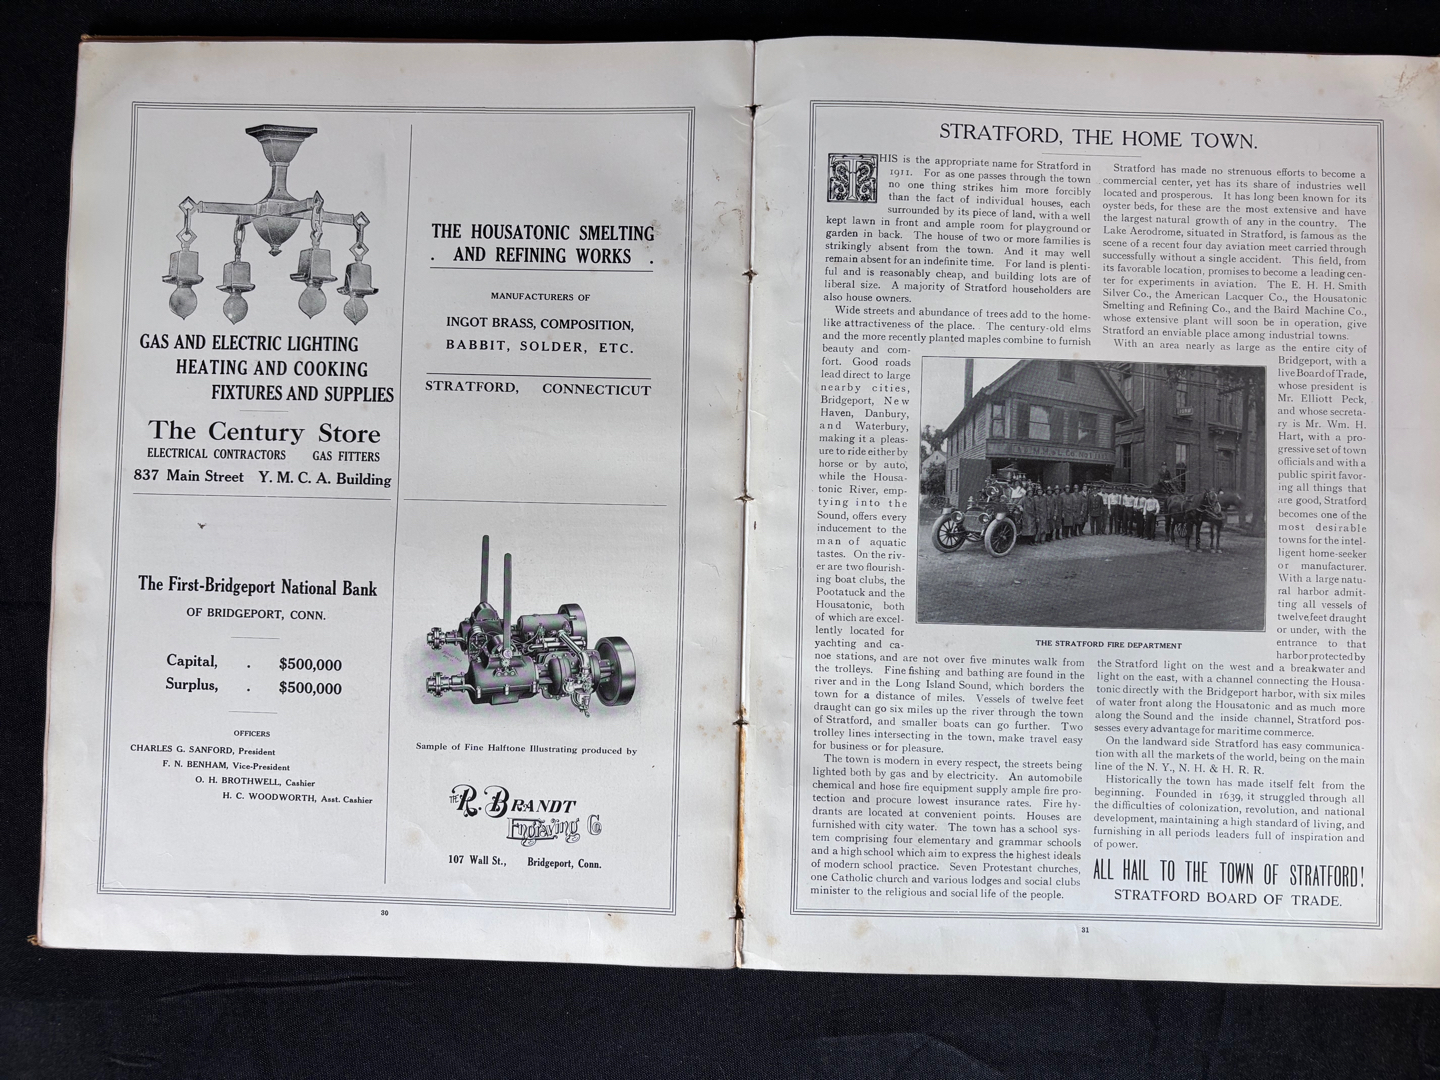 GAS AND ELECTRIC LIGHTING
HEATING AND COOKING
FIXTURES AND SUPPLIES
The Century Store
ELECTRICAL CONTRACTORS GAS FITTERS
837 Main Street Y. M. C. A. Building
The First-Bridgeport National Bank
OF BRIDGEPORT, CONN.
Capital, . $500,000
Surplus, . $500,000
OFFICERS
CHARLES G. SANFORD, President
F. N. BENHAM, Vice-President
O. H. BROTHWELL, Cashier
H. C. WOODWORTH, Asst. Cashier
THE HOUSATONIC SMELTING
. AND REFINING WORKS .
MANUFACTURERS OF
INGOT BRASS, COMPOSITION,
BABBIT, SOLDER, ETC.
STRATFORD, CONNECTICUT
Sample of Fine Halftone Illustrating produced by
THE R. BRANDT
Engraving Co
107 Wall St., Bridgeport, Conn.
30
STRATFORD, THE HOME TOWN.
THIS is the appropriate name for Stratford in
1911. For as one passes through the town
no one thing strikes him more forcibly
than the fact of individual houses, each
surrounded by its piece of land, with a well
kept lawn in front and ample room for playground or
garden in back. The house of two or more families is
strikingly absent from the town. And it may well
remain absent for an indefinite time. For land is plenti-
ful and is reasonably cheap, and building lots are of
liberal size. A majority of Stratford householders are
also house owners.
Wide streets and abundance of trees add to the home-
like attractiveness of the place. The century-old elms
and the more recently planted maples combine to furnish
beauty and com-
fort. Good roads
lead direct to large
nearby cities,
Bridgeport, New
Haven, Danbury,
and Waterbury,
making it a pleas-
ure to ride either by
horse or by auto,
while the Housa-
tonic River, emp-
tying into the
Sound, offers every
inducement to the
man of aquatic
tastes. On the riv-
er are two flourish-
ing boat clubs, the
Pootatuck and the
Housatonic, both
of which are excel-
lently located for
yachting and ca-
noe stations, and are not over five minutes walk from
the trolleys. Fine fishing and bathing are found in the
river and in the Long Island Sound, which borders the
town for a distance of miles. Vessels of twelve feet
draught can go six miles up the river through the town
of Stratford, and smaller boats can go further. Two
trolley lines intersecting in the town, make travel easy
for business or for pleasure.
The town is modern in every respect, the streets being
lighted both by gas and by electricity. An automobile
chemical and hose fire equipment supply ample fire pro-
tection and procure lowest insurance rates. Fire hy-
drants are located at convenient points. Houses are
furnished with city water. The town has a school sys-
tem comprising four elementary and grammar schools
and a high school which aim to express the highest ideals
of modern school practice. Seven Protestant churches,
one Catholic church and various lodges and social clubs
minister to the religious and social life of the people.
Stratford has made no strenuous efforts to become a
commercial center, yet has its share of industries well
located and prosperous. It has long been known for its
oyster beds, for these are the most extensive and have
the largest natural growth of any in the country. The
Lake Aerodrome, situated in Stratford, is famous as the
scene of a recent four day aviation meet carried through
successfully without a single accident. This field, from
its favorable location, promises to become a leading cen-
ter for experiments in aviation. The E. H. H. Smith
Silver Co., the American Lacquer Co., the Housatonic
Smelting and Refining Co., and the Baird Machine Co.,
whose extensive plant will soon be in operation, give
Stratford an enviable place among industrial towns.
With an area nearly as large as the entire city of
Bridgeport, with a
live Board of Trade,
whose president is
Mr. Elliott Peck,
and whose secreta-
ry is Mr. Wm. H.
Hart, with a pro-
gressive set of town
officials and with a
public spirit favor-
ing all things that
are good, Stratford
becomes one of the
most desirable
towns for the intel-
ligent home-seeker
or manufacturer.
With a large natu-
ral harbor admit-
ting all vessels of
twelve feet draught
or under, with the
entrance to that
harbor protected by
THE STRATFORD FIRE DEPARTMENT
the Stratford light on the west and a breakwater and
light on the east, with a channel connecting the Housa-
tonic directly with the Bridgeport harbor, with six miles
of water front along the Housatonic and as much more
along the Sound and the inside channel, Stratford pos-
sesses every advantage for maritime commerce.
On the landward side Stratford has easy communica-
tion with all the markets of the world, being on the main
line of the N. Y., N. H. & H. R. R.
Historically the town has made itself felt from the
beginning. Founded in 1639, it struggled through all
the difficulties of colonization, revolution, and national
development, maintaining a high standard of living, and
furnishing in all periods leaders full of inspiration and
of power.
ALL HAIL TO THE TOWN OF STRATFORD!
STRATFORD BOARD OF TRADE.
31